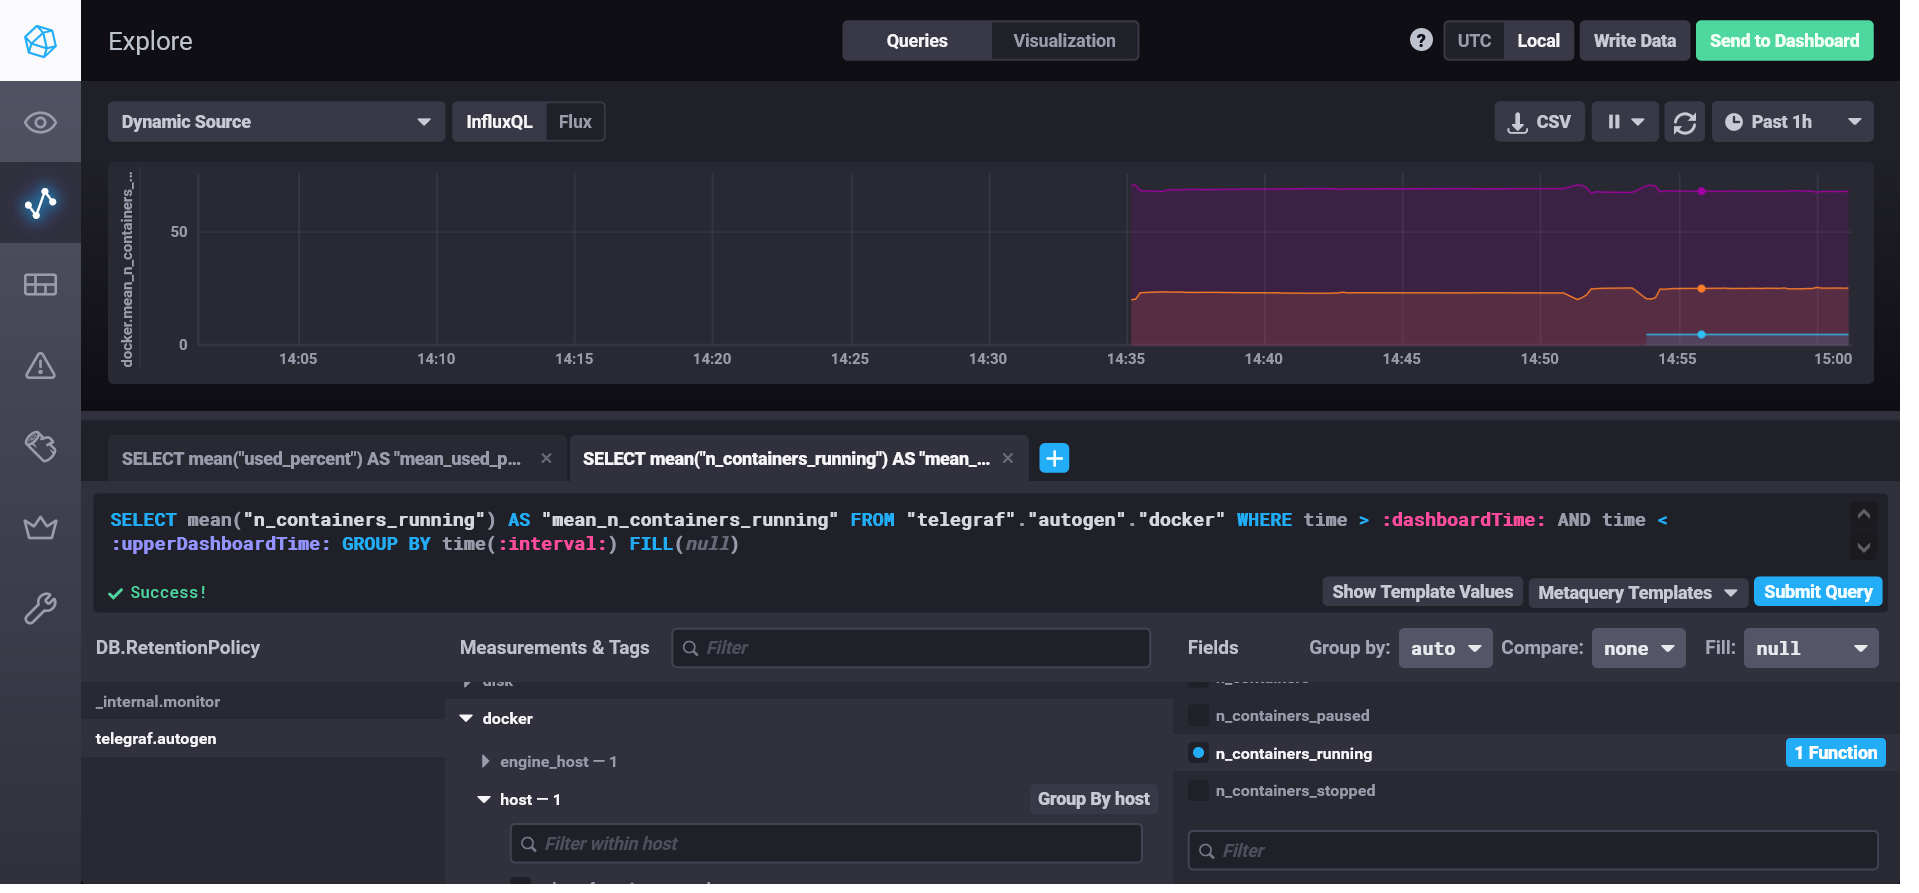 Explore
Queries
Visualization
?
UTC
Local
Write Data
Send to Dashboard
Dynamic Source
InfluxQL
Flux
CSV
Past 1h
docker.mean_n_containers_...
50
0
14:05
14:10
14:15
14:20
14:25
14:30
14:35
14:40
14:45
14:50
14:55
15:00
SELECT mean("used_percent") AS "mean_used_p...
SELECT mean("n_containers_running") AS "mean_...
SELECT mean("n_containers_running") AS "mean_n_containers_running" FROM "telegraf"."autogen"."docker" WHERE time > :dashboardTime: AND time <
:upperDashboardTime: GROUP BY time(:interval:) FILL(null)
Success!
Show Template Values
Metaquery Templates
Submit Query
DB.RetentionPolicy
Measurements & Tags
Filter
Fields
Group by:
auto
Compare:
none
Fill:
null
_internal.monitor
telegraf.autogen
disk
docker
engine_host — 1
host — 1
Group By host
Filter within host
n_containers
n_containers_paused
n_containers_running
1 Function
n_containers_stopped
Filter